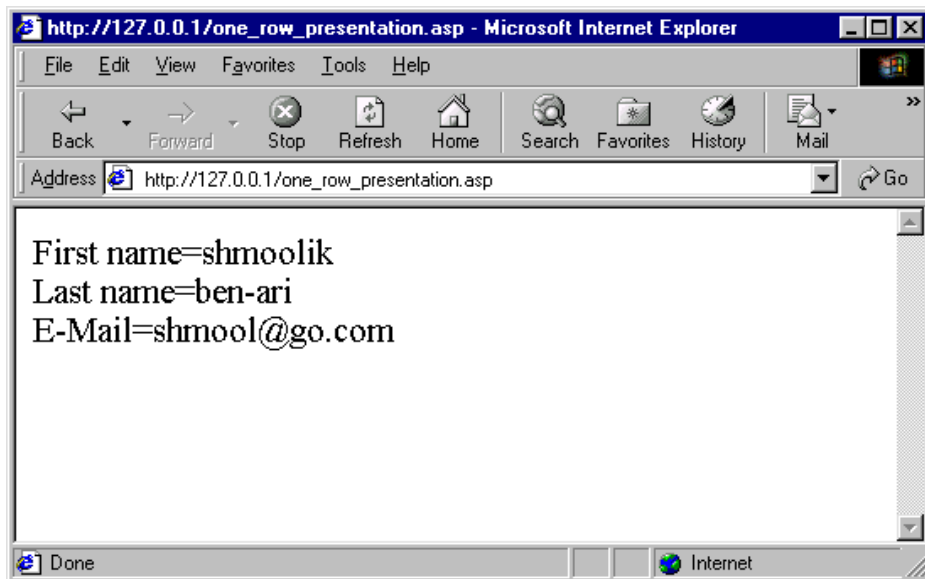 http://127.0.0.1/one_row_presentation.asp - Microsoft Internet Explorer
File Edit View Favorites Tools Help
Back Forward Stop Refresh Home Search Favorites History Mail »
Address http://127.0.0.1/one_row_presentation.asp Go
First name=shmoolik
Last name=ben-ari
E-Mail=shmool@go.com
Done Internet